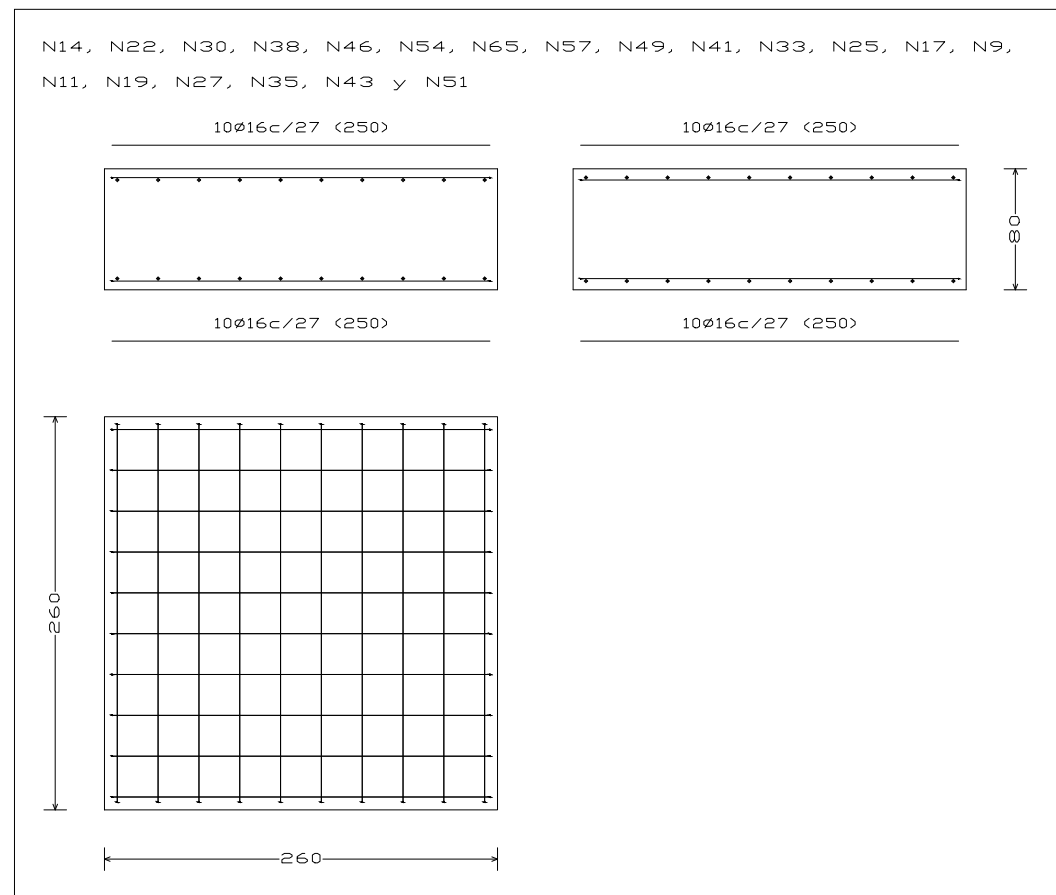 N14, N22, N30, N38, N46, N54, N65, N57, N49, N41, N33, N25, N17, N9,
N11, N19, N27, N35, N43 y N51
10Ø16c/27 (250)
10Ø16c/27 (250)
80
10Ø16c/27 (250)
10Ø16c/27 (250)
260
260